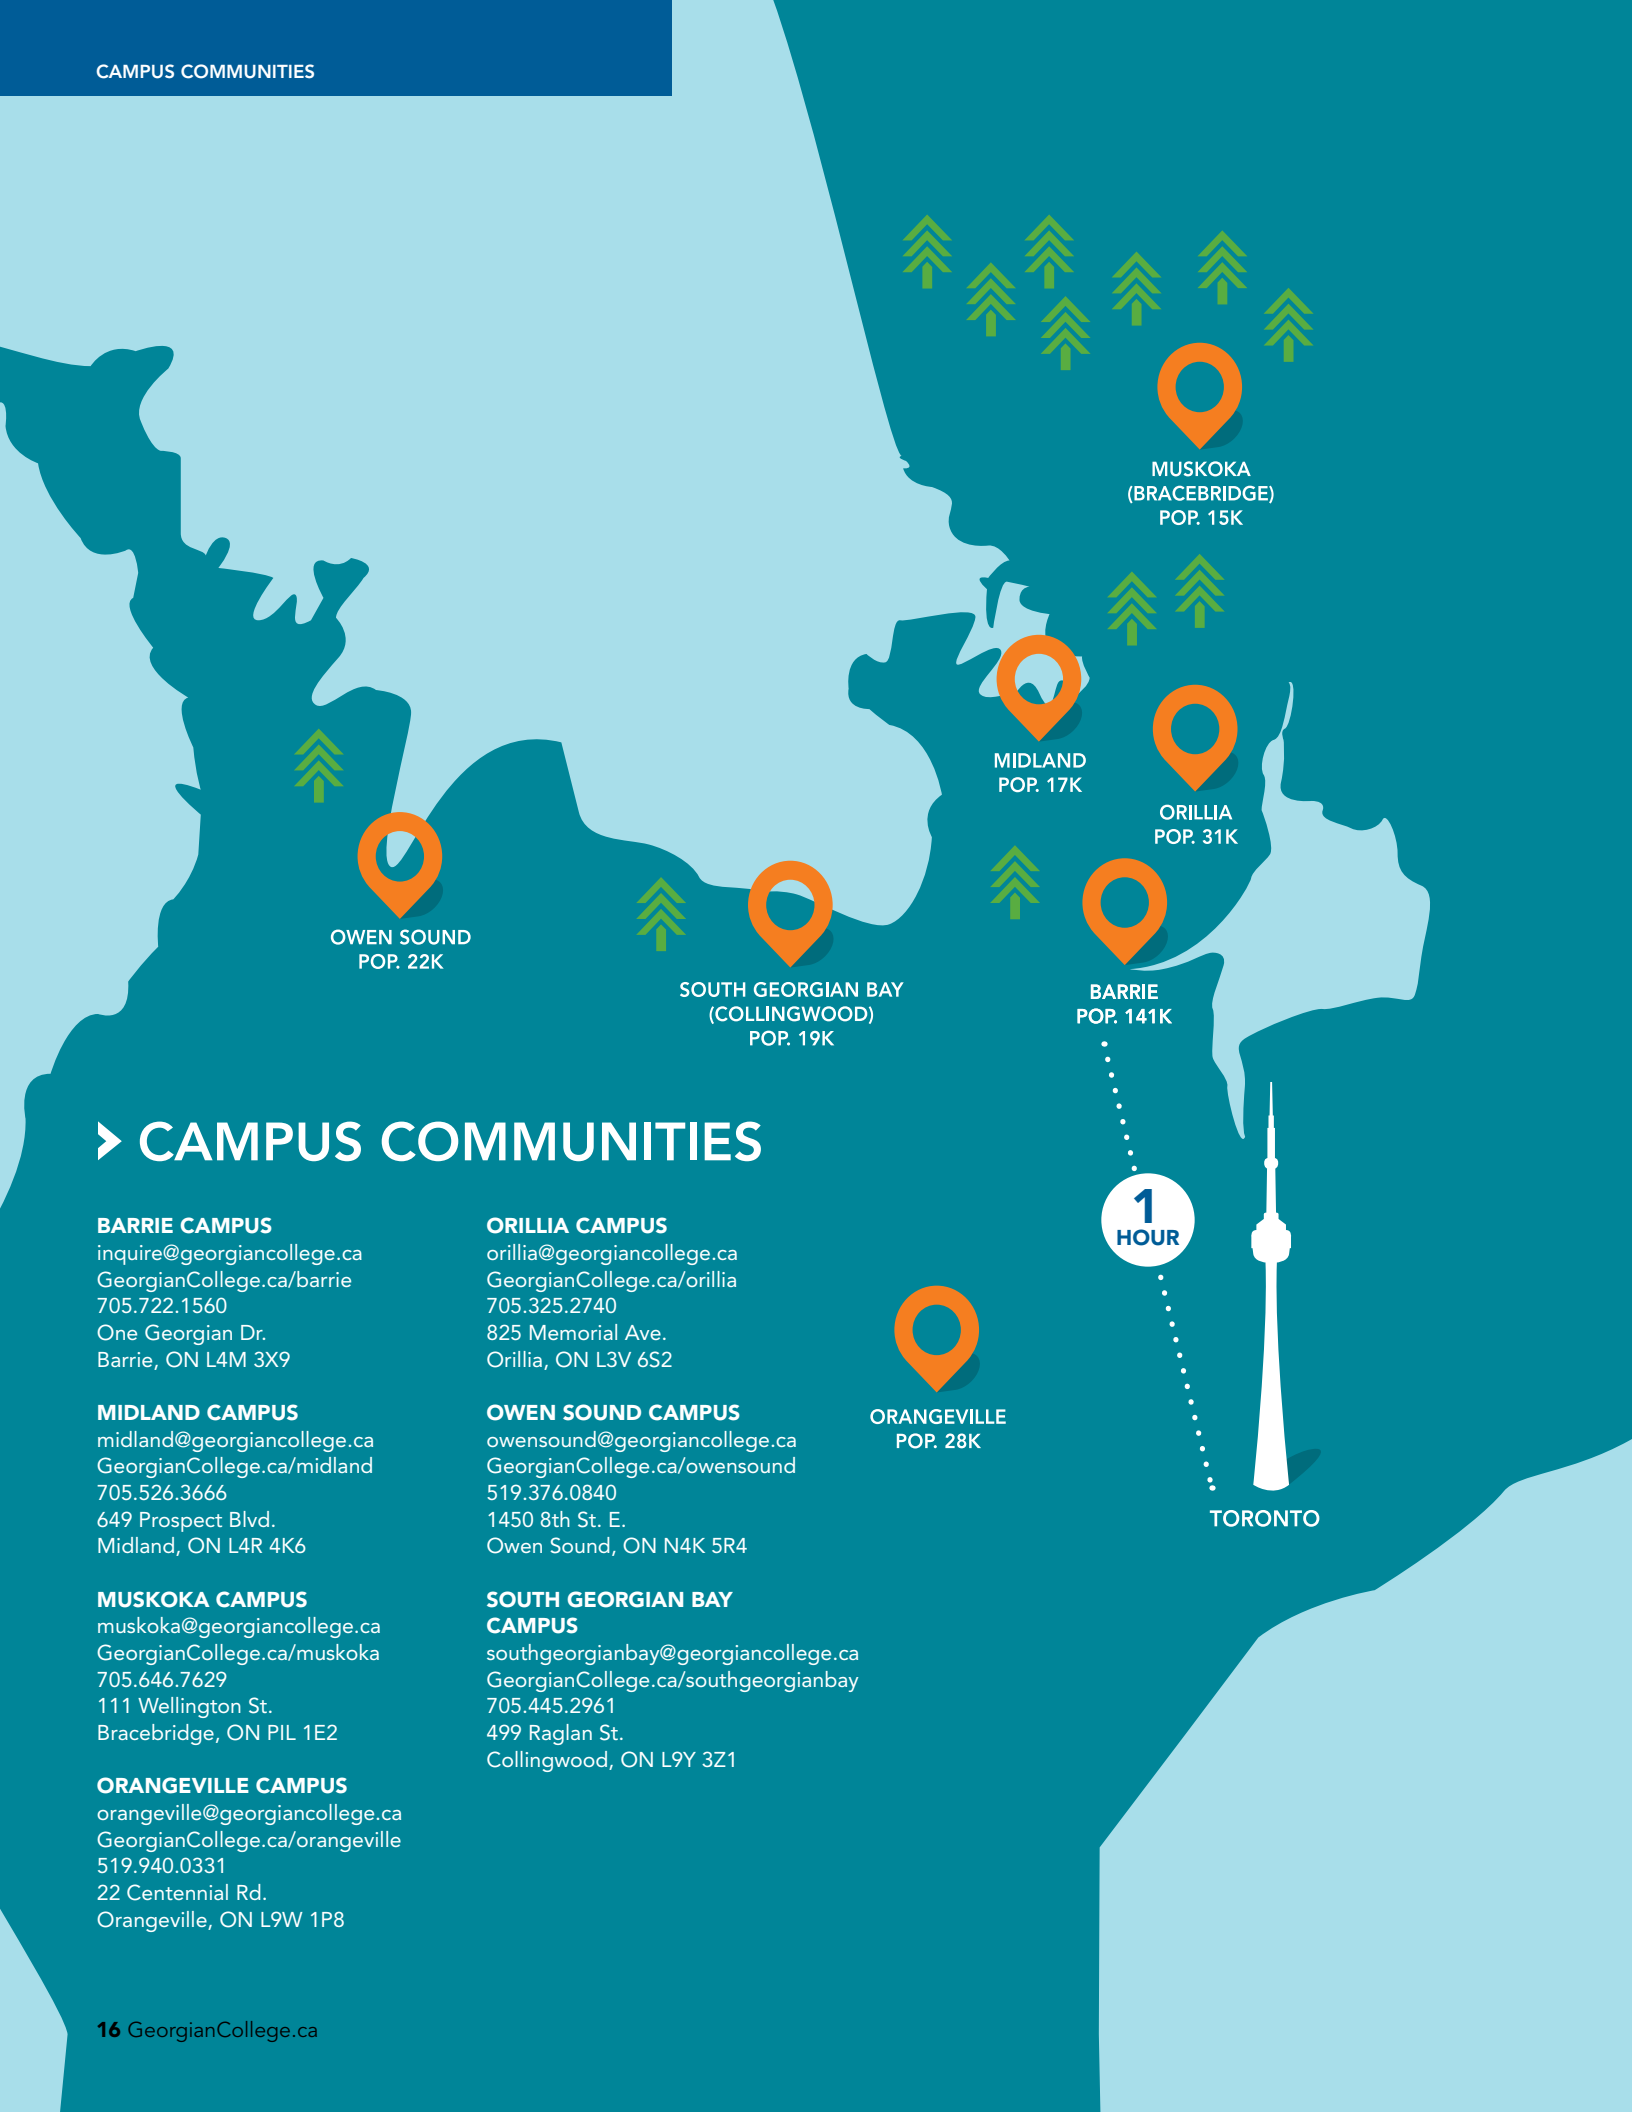 CAMPUS COMMUNITIES
MUSKOKA
(BRACEBRIDGE)
POP. 15K
MIDLAND
POP. 17K
ORILLIA
POP. 31K
OWEN SOUND
POP. 22K
SOUTH GEORGIAN BAY
(COLLINGWOOD)
POP. 19K
BARRIE
POP. 141K
1
HOUR
ORANGEVILLE
POP. 28K
TORONTO
> CAMPUS COMMUNITIES
BARRIE CAMPUS
inquire@georgiancollege.ca
GeorgianCollege.ca/barrie
705.722.1560
One Georgian Dr.
Barrie, ON L4M 3X9
MIDLAND CAMPUS
midland@georgiancollege.ca
GeorgianCollege.ca/midland
705.526.3666
649 Prospect Blvd.
Midland, ON L4R 4K6
MUSKOKA CAMPUS
muskoka@georgiancollege.ca
GeorgianCollege.ca/muskoka
705.646.7629
111 Wellington St.
Bracebridge, ON PIL 1E2
ORANGEVILLE CAMPUS
orangeville@georgiancollege.ca
GeorgianCollege.ca/orangeville
519.940.0331
22 Centennial Rd.
Orangeville, ON L9W 1P8
ORILLIA CAMPUS
orillia@georgiancollege.ca
GeorgianCollege.ca/orillia
705.325.2740
825 Memorial Ave.
Orillia, ON L3V 6S2
OWEN SOUND CAMPUS
owensound@georgiancollege.ca
GeorgianCollege.ca/owensound
519.376.0840
1450 8th St. E.
Owen Sound, ON N4K 5R4
SOUTH GEORGIAN BAY
CAMPUS
southgeorgianbay@georgiancollege.ca
GeorgianCollege.ca/southgeorgianbay
705.445.2961
499 Raglan St.
Collingwood, ON L9Y 3Z1
16 GeorgianCollege.ca